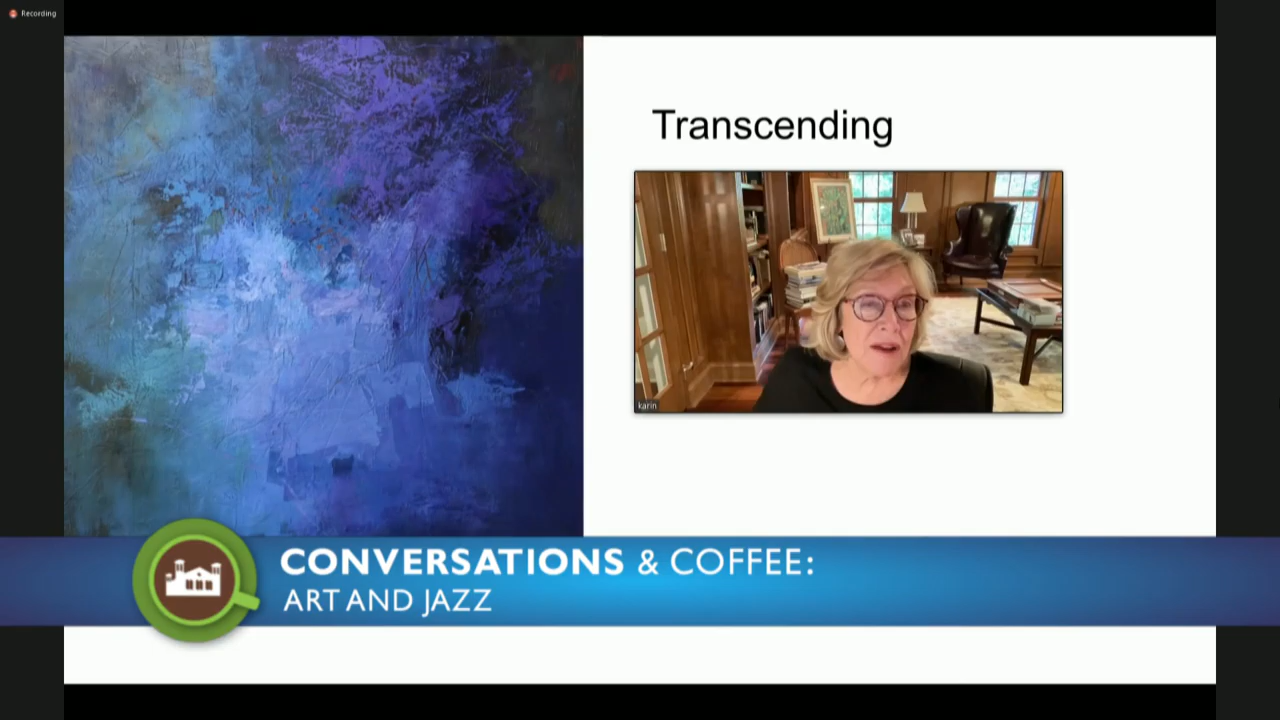 Recording
Transcending
karin
CONVERSATIONS & COFFEE:
ART AND JAZZ